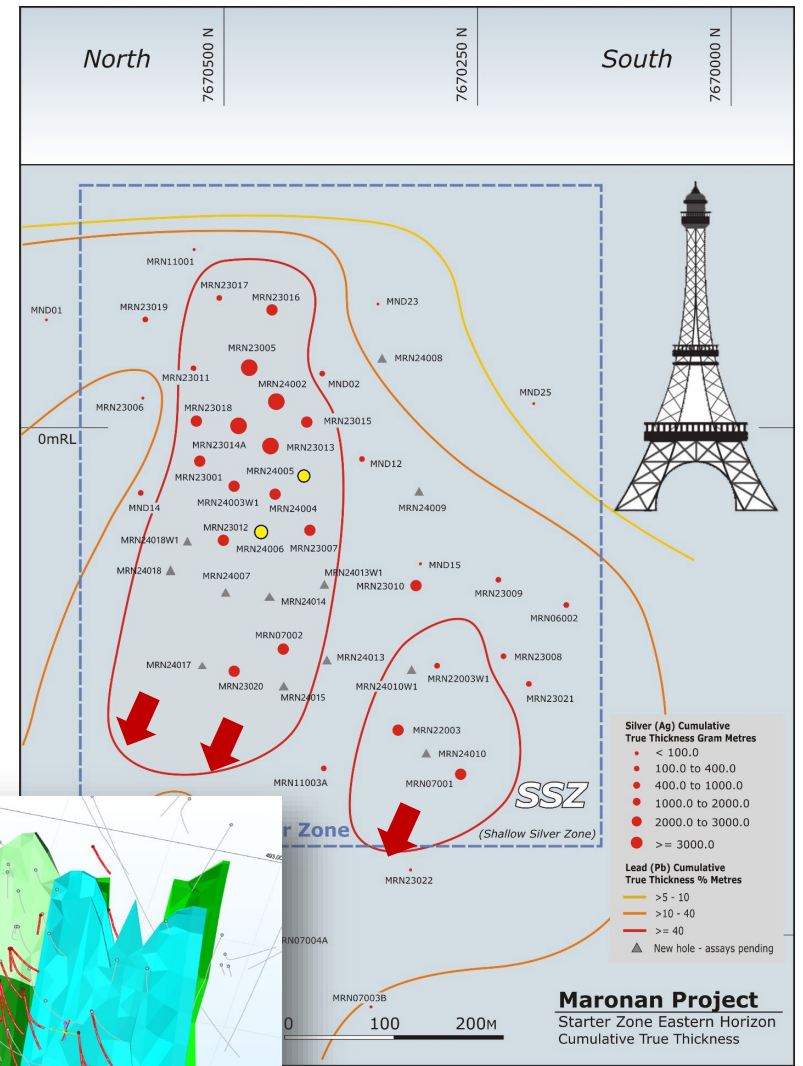 North
South
7670500 N
7670250 N
7670000 N
MRN11001
MRN23017
MRN23016
MND01
MRN23019
MND23
MRN23005
MRN24008
MRN23011
MRN24002
MND02
MND25
MRN23006
MRN23018
MRN23015
0mRL
MRN23014A
MRN23013
MND12
MRN23001
MRN24005
MRN24003W1
MND14
MRN24004
MRN24009
MRN23012
MRN24018W1
MRN24006
MRN23007
MRN24018
MRN24007
MRN24013W1
MND15
MRN23010
MRN23009
MRN24014
MRN06002
MRN07002
MRN24013
MRN23008
MRN24017
MRN22003W1
MRN23020
MRN24010W1
MRN24015
MRN23021
MRN22003
MRN24010
MRN11003A
MRN07001
SSZ
r Zone
(Shallow Silver Zone)
MRN23022
RN07004A
MRN07003B
Silver (Ag) Cumulative
True Thickness Gram Metres
< 100.0
100.0 to 400.0
400.0 to 1000.0
1000.0 to 2000.0
2000.0 to 3000.0
>= 3000.0
Lead (Pb) Cumulative
True Thickness % Metres
>5 - 10
>10 - 40
>= 40
New hole - assays pending
0 100 200M
Maronan Project
Starter Zone Eastern Horizon
Cumulative True Thickness